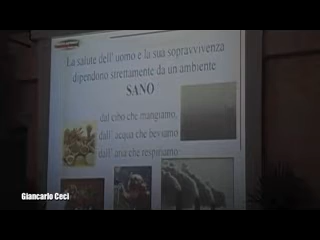 La salute dell'uomo e la sua sopravvivenza
dipendono strettamente da un ambiente
SANO
dal cibo che mangiamo,
dall'acqua che beviamo
dall'aria che respiriamo
Giancarlo Ceci